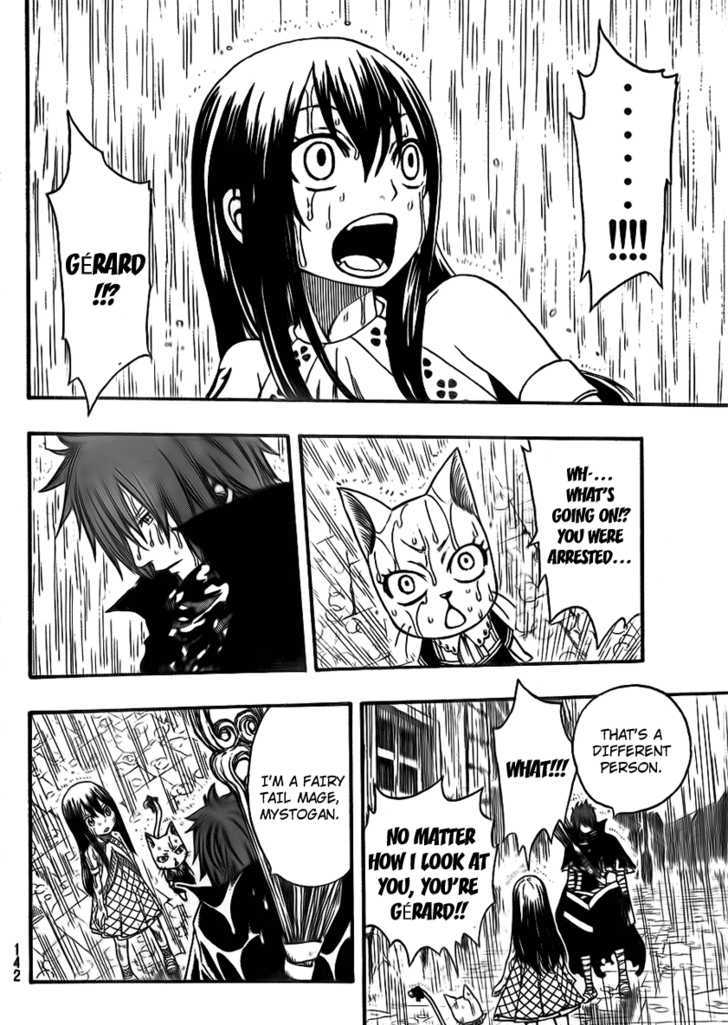 ......!!!!
GÉRARD
!!?
WH-...
WHAT'S
GOING ON!?
YOU WERE
ARRESTED...
THAT'S A
DIFFERENT
PERSON.
WHAT!!!
NO MATTER
HOW I LOOK AT
YOU, YOU'RE
GÉRARD!!
I'M A FAIRY
TAIL MAGE,
MYSTOGAN.
142